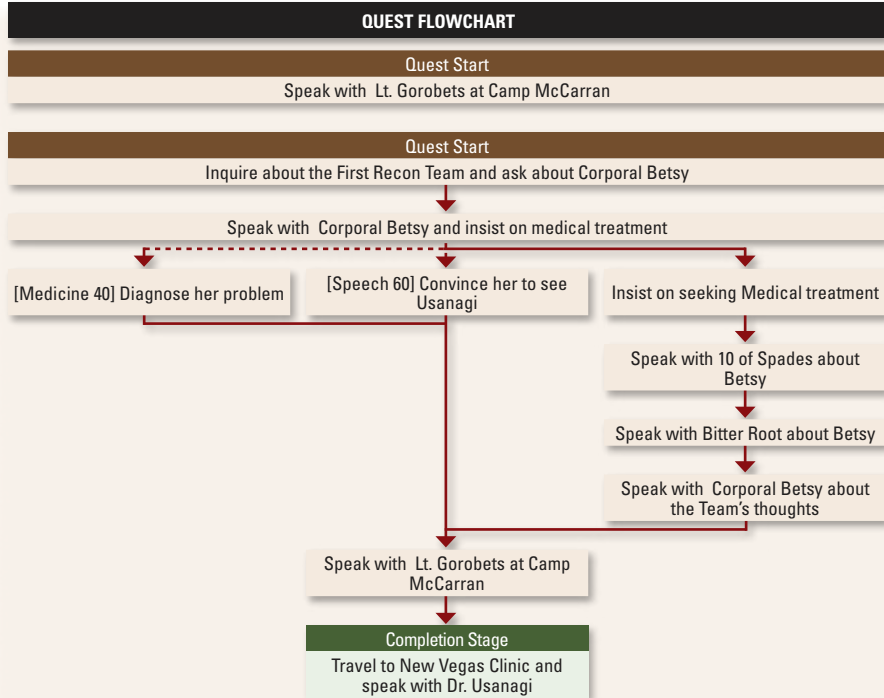 QUEST FLOWCHART
Quest Start
Speak with Lt. Gorobets at Camp McCarran
Quest Start
Inquire about the First Recon Team and ask about Corporal Betsy
Speak with Corporal Betsy and insist on medical treatment
[Medicine 40] Diagnose her problem
[Speech 60] Convince her to see
Usanagi
Insist on seeking Medical treatment
Speak with 10 of Spades about
Betsy
Speak with Bitter Root about Betsy
Speak with Corporal Betsy about
the Team's thoughts
Speak with Lt. Gorobets at Camp
McCarran
Completion Stage
Travel to New Vegas Clinic and
speak with Dr. Usanagi